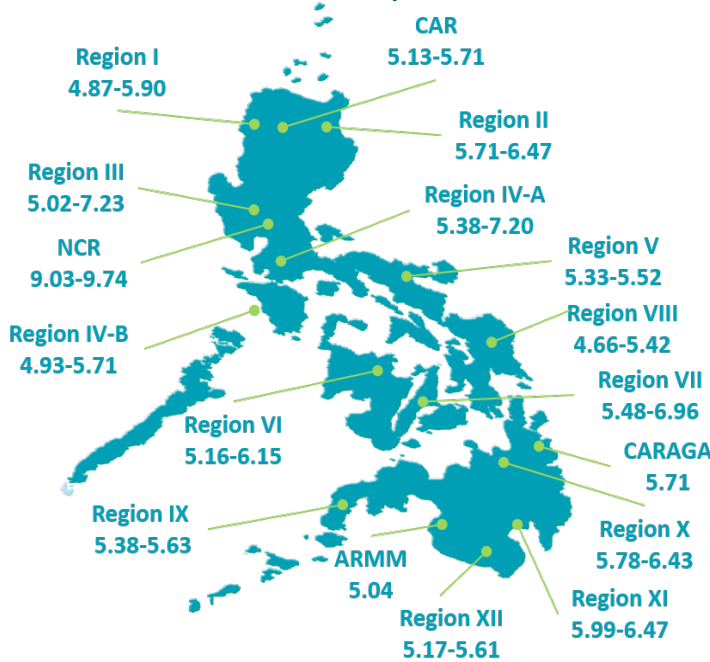 CAR
5.13-5.71
Region I
4.87-5.90
Region II
5.71-6.47
Region III
5.02-7.23
Region IV-A
5.38-7.20
NCR
9.03-9.74
Region V
5.33-5.52
Region VIII
4.66-5.42
Region IV-B
4.93-5.71
Region VII
5.48-6.96
Region VI
5.16-6.15
CARAGA
5.71
Region IX
5.38-5.63
Region X
5.78-6.43
ARMM
5.04
Region XI
5.99-6.47
Region XII
5.17-5.61